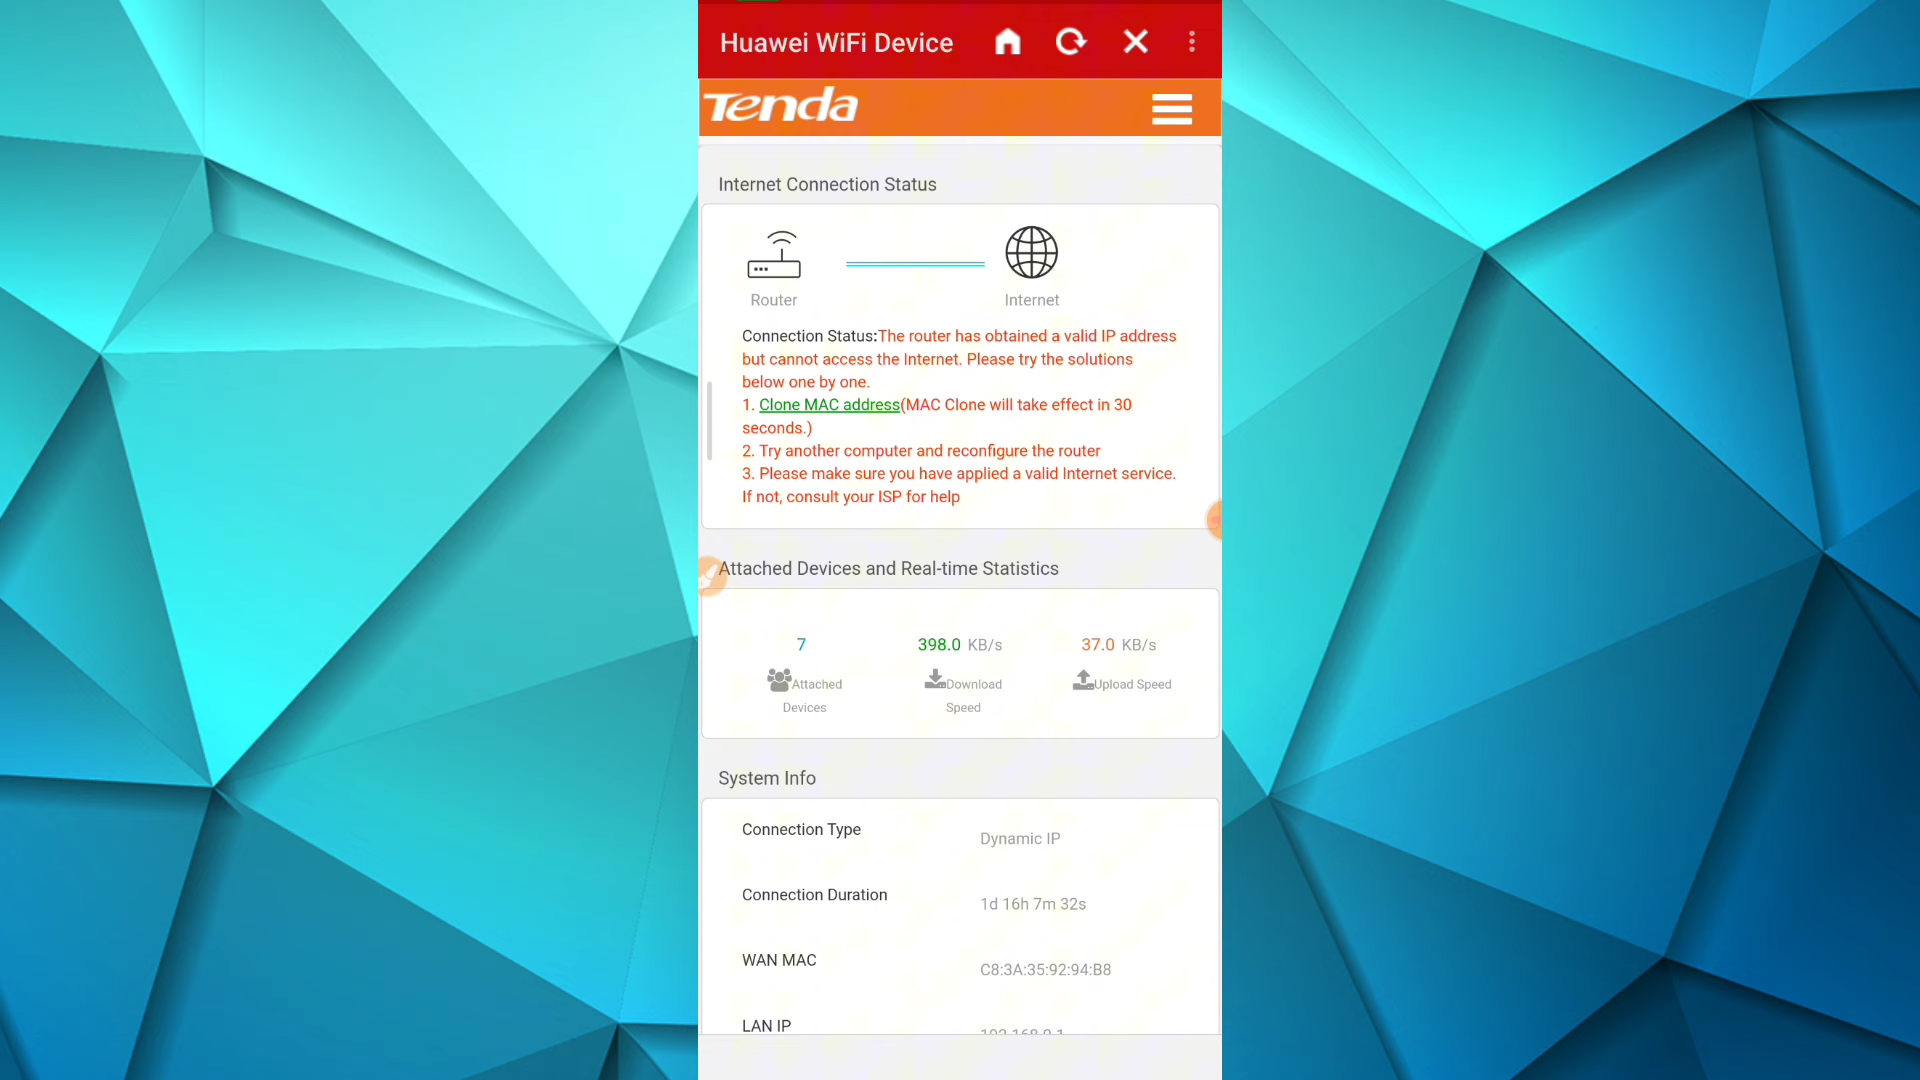 Huawei WiFi Device
Tenda
Internet Connection Status
Router
Internet
Connection Status:The router has obtained a valid IP address
but cannot access the Internet. Please try the solutions
below one by one.
1. Clone MAC address(MAC Clone will take effect in 30
seconds.)
2. Try another computer and reconfigure the router
3. Please make sure you have applied a valid Internet service.
If not, consult your ISP for help
Attached Devices and Real-time Statistics
7
398.0 KB/s
37.0 KB/s
Attached
Devices
Download
Speed
Upload Speed
System Info
Connection Type
Dynamic IP
Connection Duration
1d 16h 7m 32s
WAN MAC
C8:3A:35:92:94:B8
LAN IP